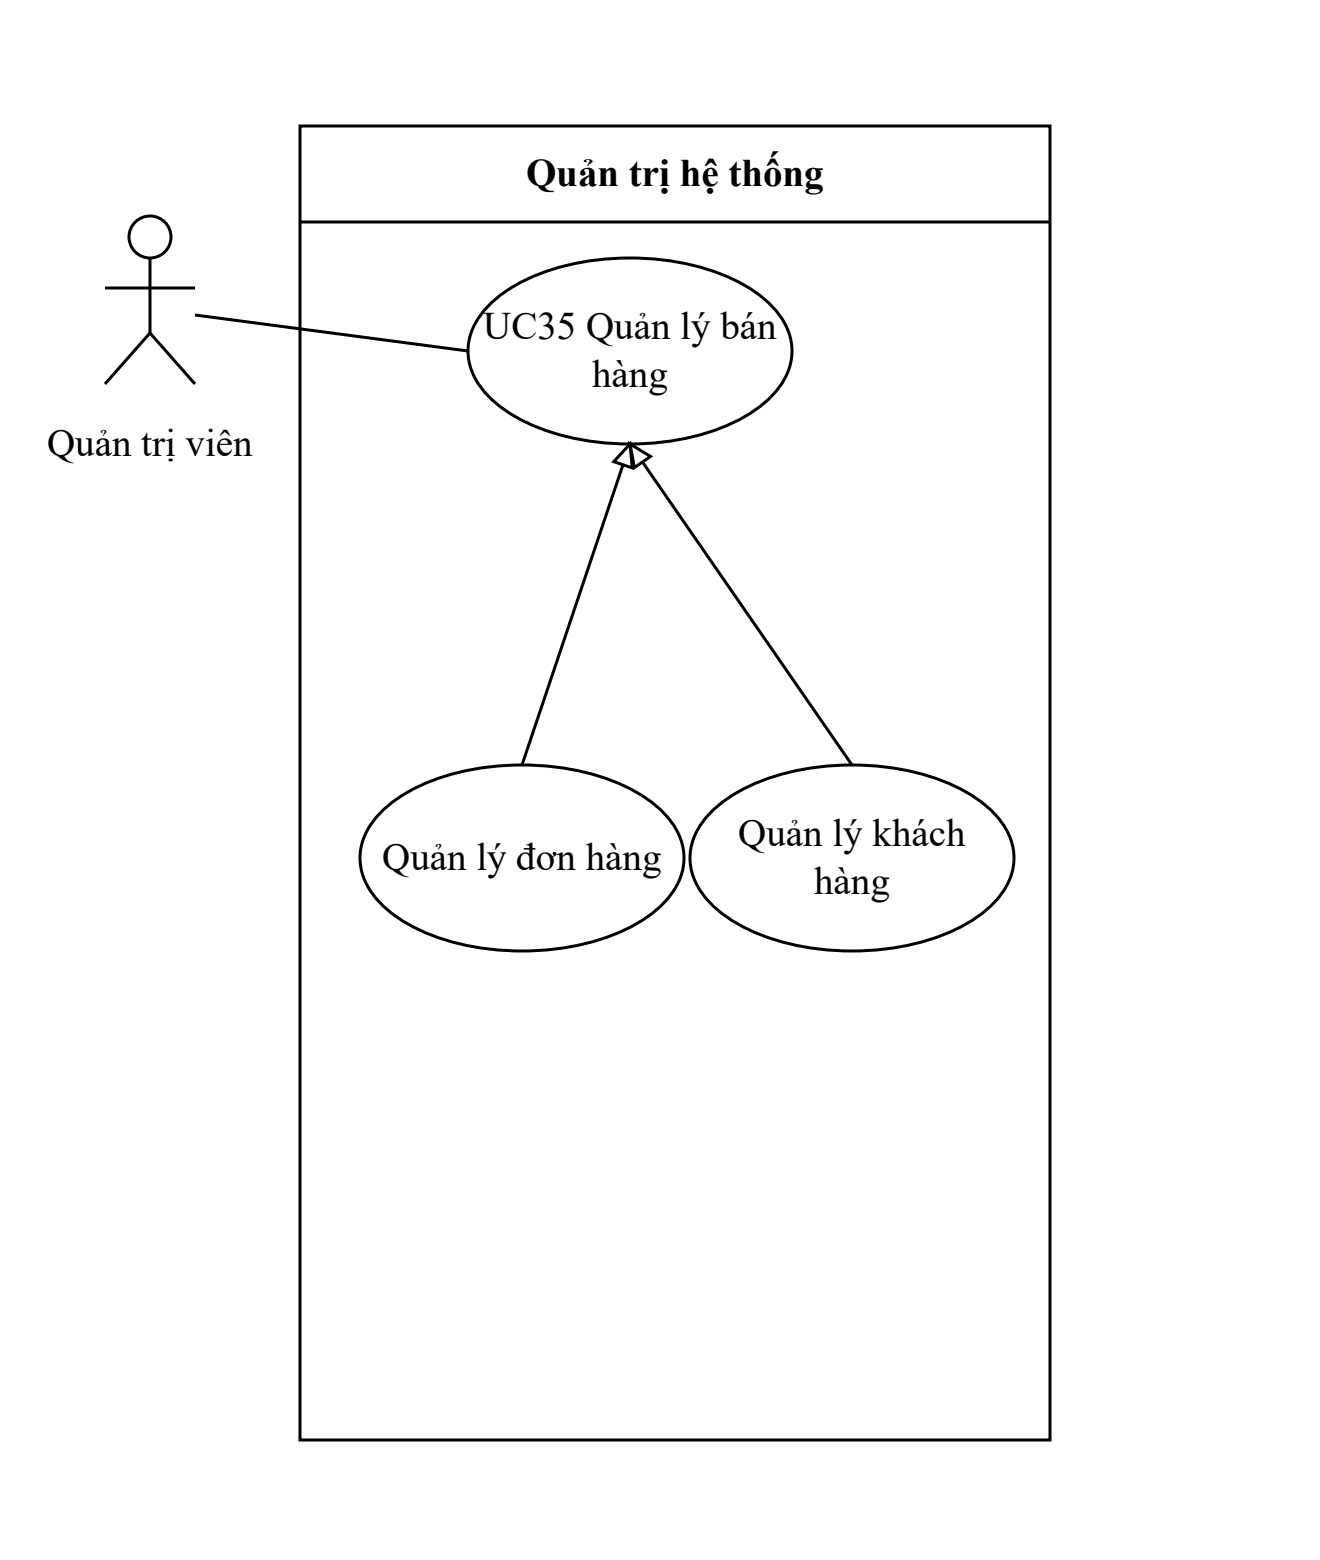 Quản trị hệ thống
UC35 Quản lý bán
hàng
Quản trị viên
Quản lý đơn hàng
Quản lý khách
hàng